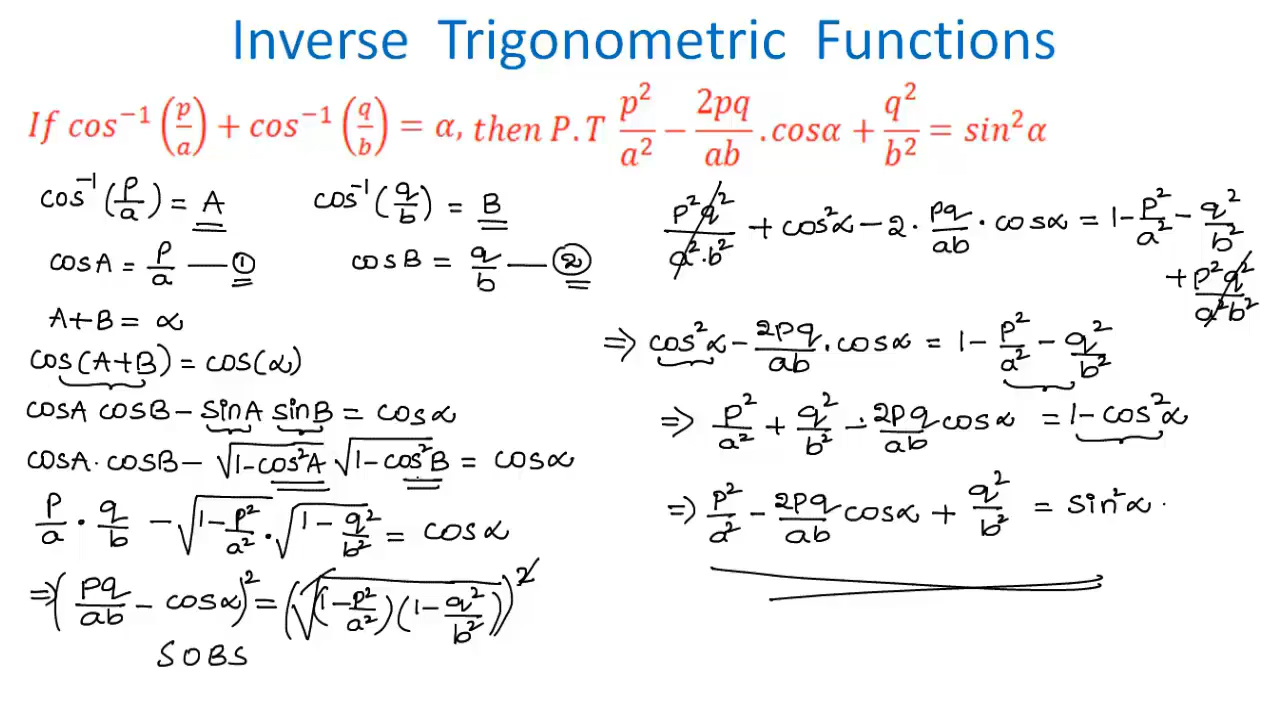 Inverse Trigonometric Functions
If cos⁻¹(p/a) + cos⁻¹(q/b) = α, then P.T p²/a² − 2pq/ab .cosα + q²/b² = sin²α
cos⁻¹(p/a) = A   cos⁻¹(q/b) = B
cosA = p/a — ①   cosB = q/b — ②
A+B = α
cos(A+B) = cos(α)
cosA cosB − sinA sinB = cosα
cosA·cosB − √(1−cos²A) √(1−cos²B) = cosα
p/a · q/b − √(1−p²/a²) · √(1−q²/b²) = cosα
⇒ (pq/ab − cosα)² = (√((1−p²/a²)(1−q²/b²)))²
SOBS
p²q²/a²·b² + cos²α − 2·pq/ab·cosα = 1−p²/a² − q²/b²
+ p²q²/a²b²
⇒ cos²α − 2pq/ab·cosα = 1− p²/a² − q²/b²
⇒ p²/a² + q²/b² − 2pq/ab cosα = 1−cos²α
⇒ p²/a² − 2pq/ab cosα + q²/b² = sin²α.